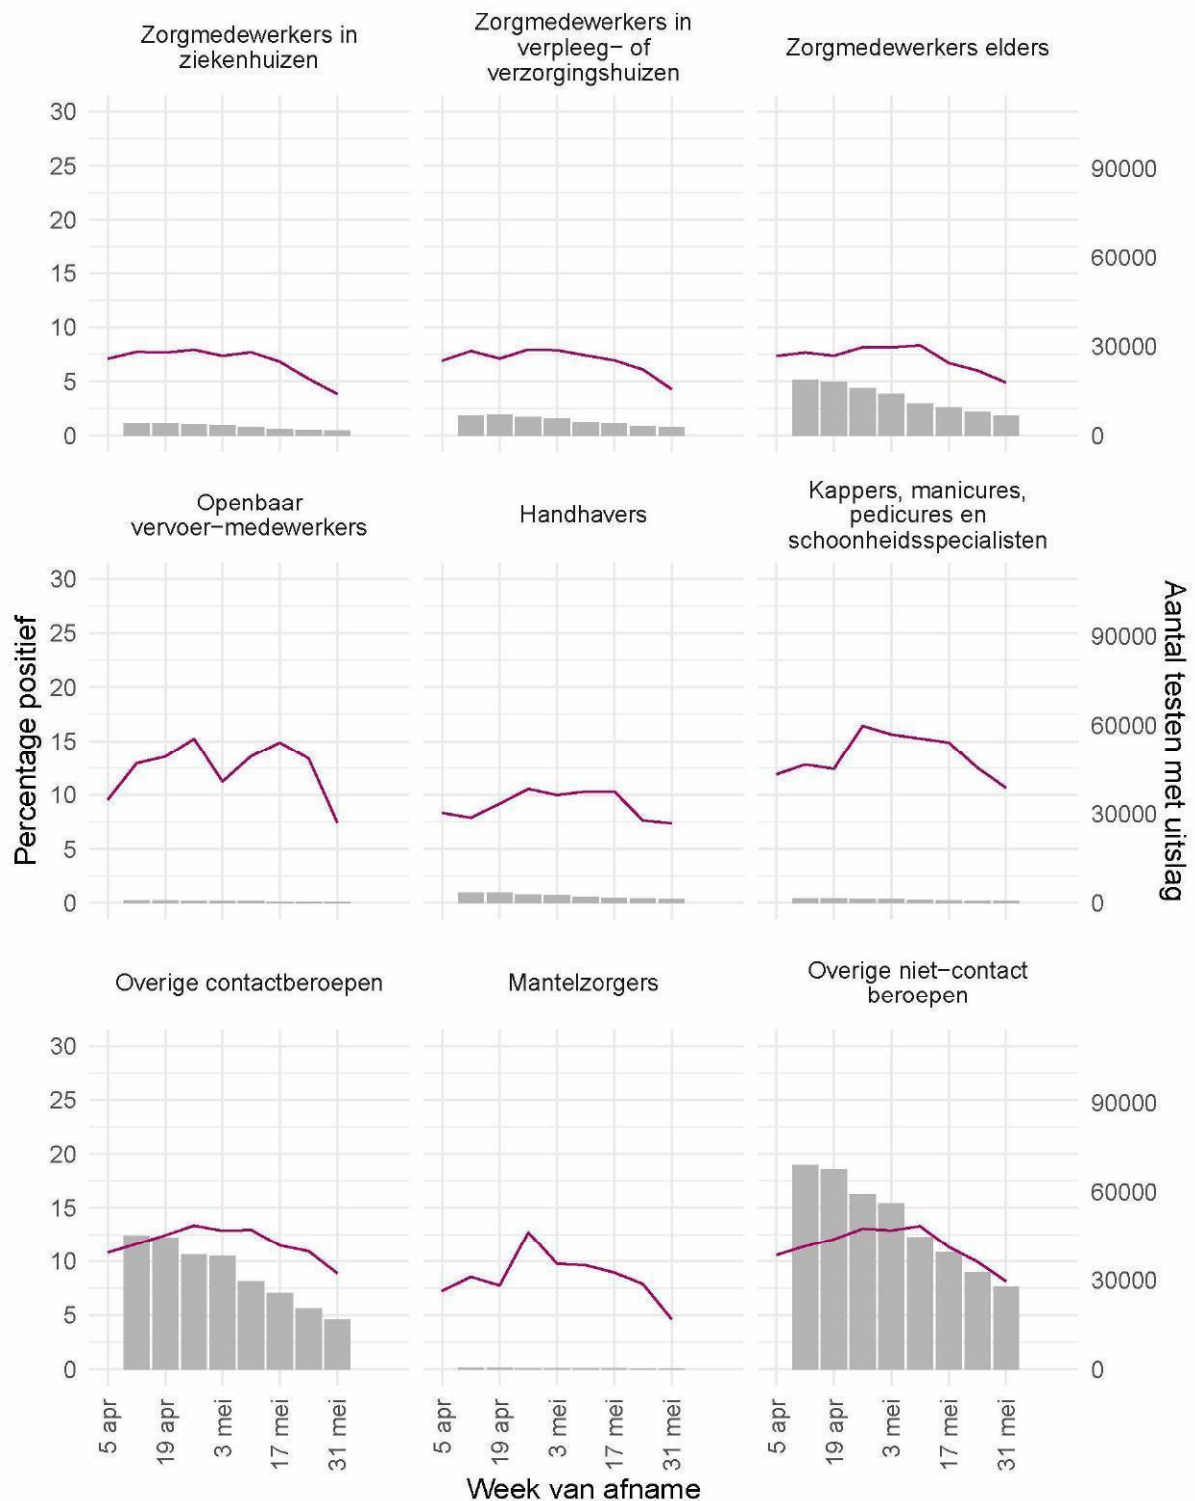 Zorgmedewerkers in
ziekenhuizen
Zorgmedewerkers in
verpleeg− of
verzorgingshuizen
Zorgmedewerkers elders
30
25
20
15
10
5
0
90000
60000
30000
0
Openbaar
vervoer−medewerkers
Handhavers
Kappers, manicures,
pedicures en
schoonheidsspecialisten
30
25
20
15
10
5
0
90000
60000
30000
0
Percentage positief
Aantal testen met uitslag
Overige contactberoepen
Mantelzorgers
Overige niet−contact
beroepen
30
25
20
15
10
5
0
90000
60000
30000
0
5 apr
19 apr
3 mei
17 mei
31 mei
5 apr
19 apr
3 mei
17 mei
31 mei
5 apr
19 apr
3 mei
17 mei
31 mei
Week van afname